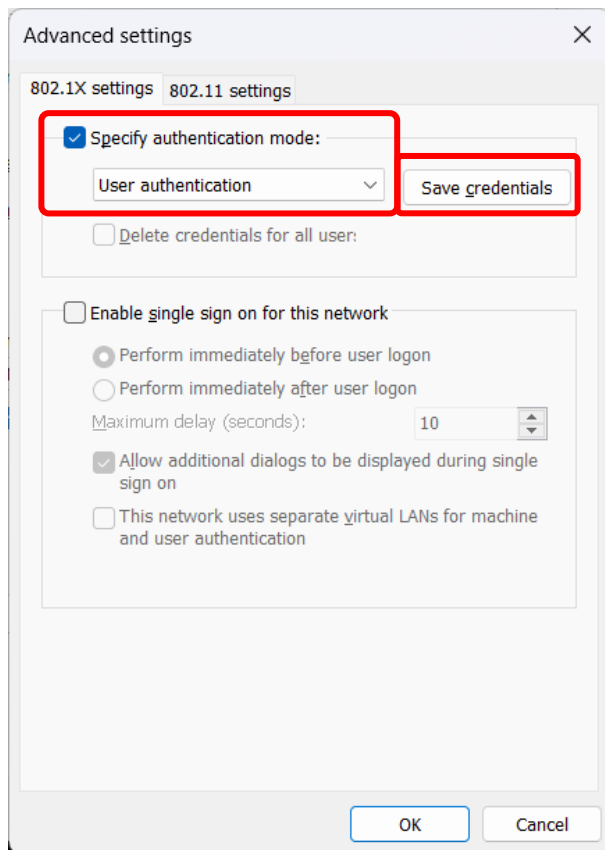 Advanced settings
802.1X settings 802.11 settings
Specify authentication mode:
User authentication Save credentials
Delete credentials for all users
Enable single sign on for this network
Perform immediately before user logon
Perform immediately after user logon
Maximum delay (seconds): 10
Allow additional dialogs to be displayed during single
sign on
This network uses separate virtual LANs for machine
and user authentication
OK Cancel